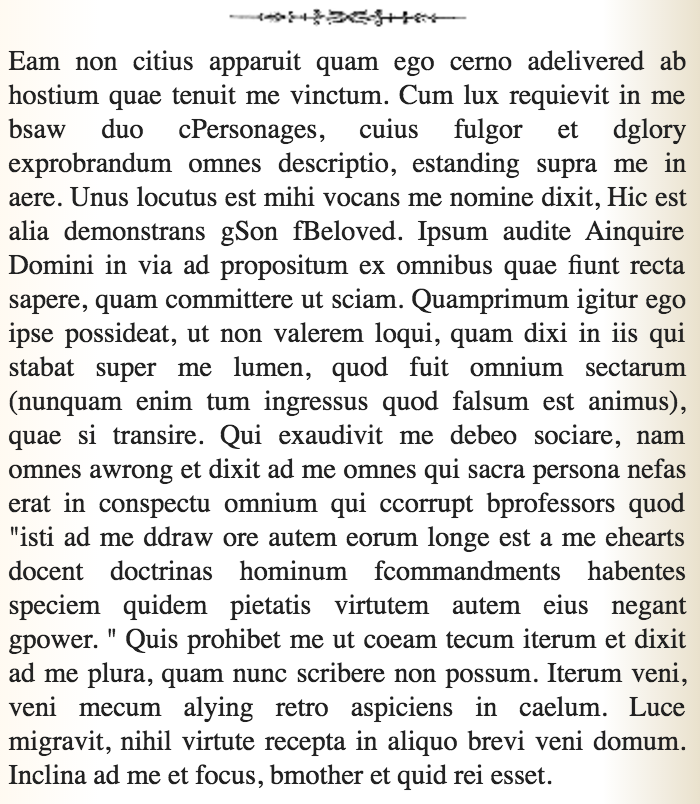 Eam non citius apparuit quam ego cerno adelivered ab
hostium quae tenuit me vinctum. Cum lux requievit in me
bsaw duo cPersonages, cuius fulgor et dglory
exprobrandum omnes descriptio, estanding supra me in
aere. Unus locutus est mihi vocans me nomine dixit, Hic est
alia demonstrans gSon fBeloved. Ipsum audite Ainquire
Domini in via ad propositum ex omnibus quae fiunt recta
sapere, quam committere ut sciam. Quamprimum igitur ego
ipse possideat, ut non valerem loqui, quam dixi in iis qui
stabat super me lumen, quod fuit omnium sectarum
(nunquam enim tum ingressus quod falsum est animus),
quae si transire. Qui exaudivit me debeo sociare, nam
omnes awrong et dixit ad me omnes qui sacra persona nefas
erat in conspectu omnium qui ccorrupt bprofessors quod
"isti ad me ddraw ore autem eorum longe est a me ehearts
docent doctrinas hominum fcommandments habentes
speciem quidem pietatis virtutem autem eius negant
gpower. " Quis prohibet me ut coeam tecum iterum et dixit
ad me plura, quam nunc scribere non possum. Iterum veni,
veni mecum alying retro aspiciens in caelum. Luce
migravit, nihil virtute recepta in aliquo brevi veni domum.
Inclina ad me et focus, bmother et quid rei esset.